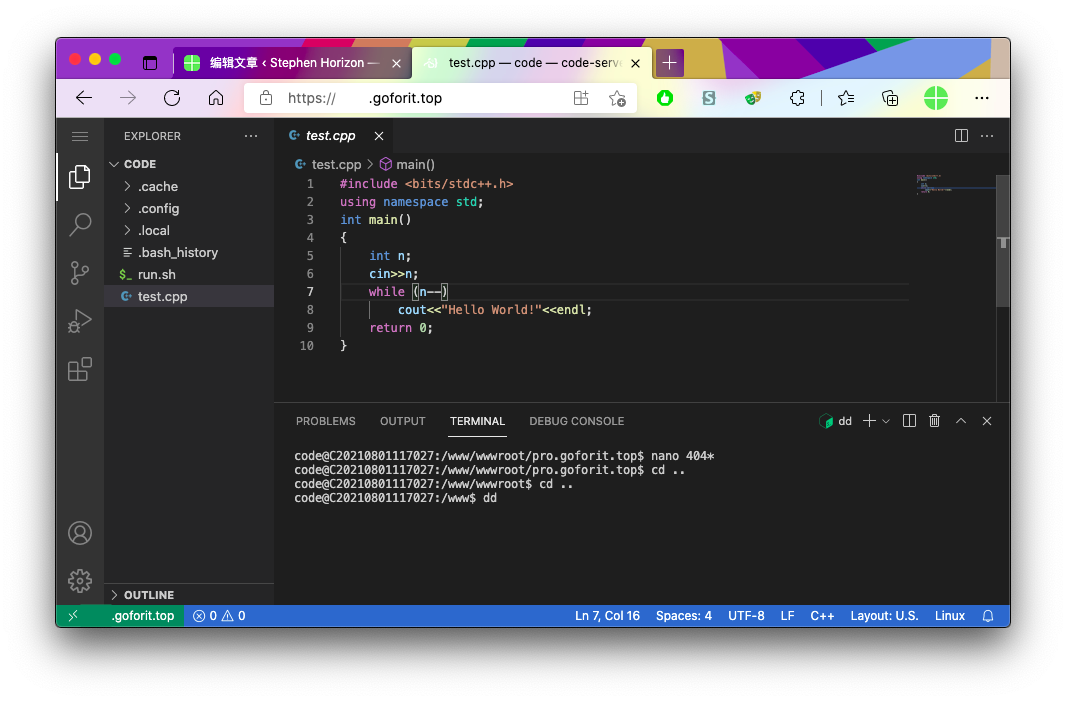 编辑文章 ‹ Stephen Horizon —
test.cpp — code — code-serve
https:// .goforit.top
EXPLORER
test.cpp
CODE
test.cpp > main()
.cache
.config
.local
.bash_history
$_ run.sh
test.cpp
1 #include <bits/stdc++.h>
2 using namespace std;
3 int main()
4 {
5 int n;
6 cin>>n;
7 while (n--)
8 cout<<"Hello World!"<<endl;
9 return 0;
10 }
PROBLEMS OUTPUT TERMINAL DEBUG CONSOLE dd
code@C20210801117027:/www/wwwroot/pro.goforit.top$ nano 404*
code@C20210801117027:/www/wwwroot/pro.goforit.top$ cd ..
code@C20210801117027:/www/wwwroot$ cd ..
code@C20210801117027:/www$ dd
OUTLINE
.goforit.top 0 0 Ln 7, Col 16 Spaces: 4 UTF-8 LF C++ Layout: U.S. Linux